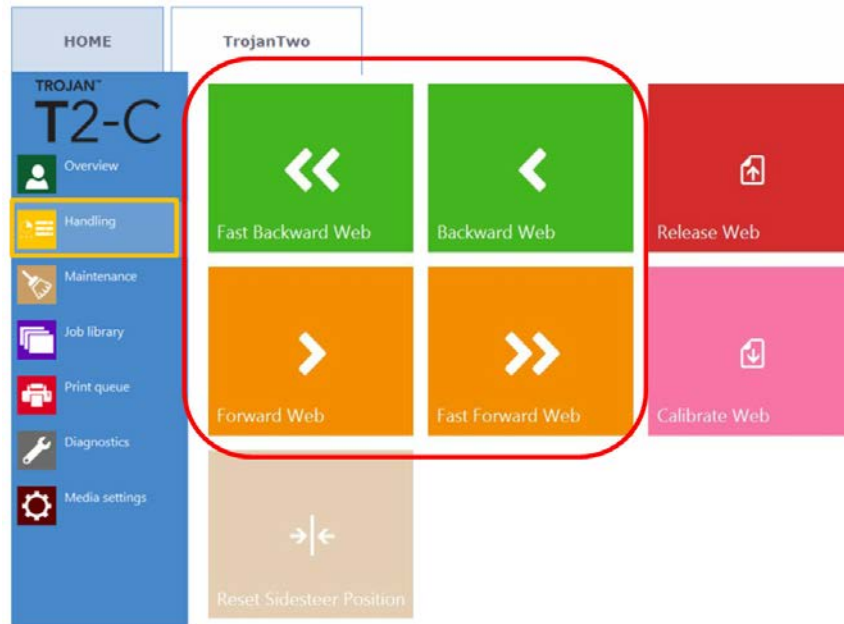 HOME
TrojanTwo
TROJAN™
T2-C
Overview
Handling
Maintenance
Job library
Print queue
Diagnostics
Media settings
Fast Backward Web
Backward Web
Release Web
Forward Web
Fast Forward Web
Calibrate Web
Reset Sidesteer Position